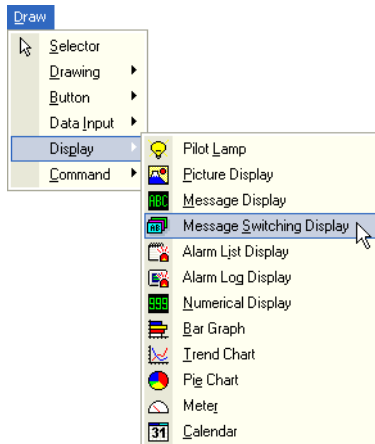 Draw
Selector
Drawing
Button
Data Input
Display
Command
Pilot Lamp
Picture Display
ABC Message Display
AB Message Switching Display
Alarm List Display
Alarm Log Display
999 Numerical Display
Bar Graph
Trend Chart
Pie Chart
Meter
31 Calendar